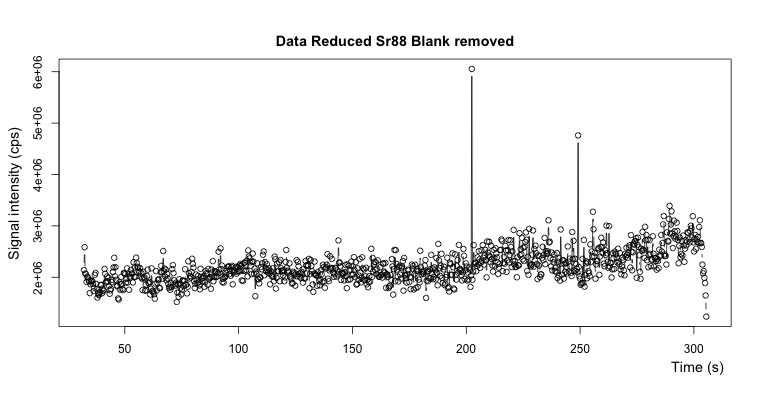 Data Reduced Sr88 Blank removed
Signal intensity (cps)
6e+06
5e+06
4e+06
3e+06
2e+06
50 100 150 200 250 300
Time (s)